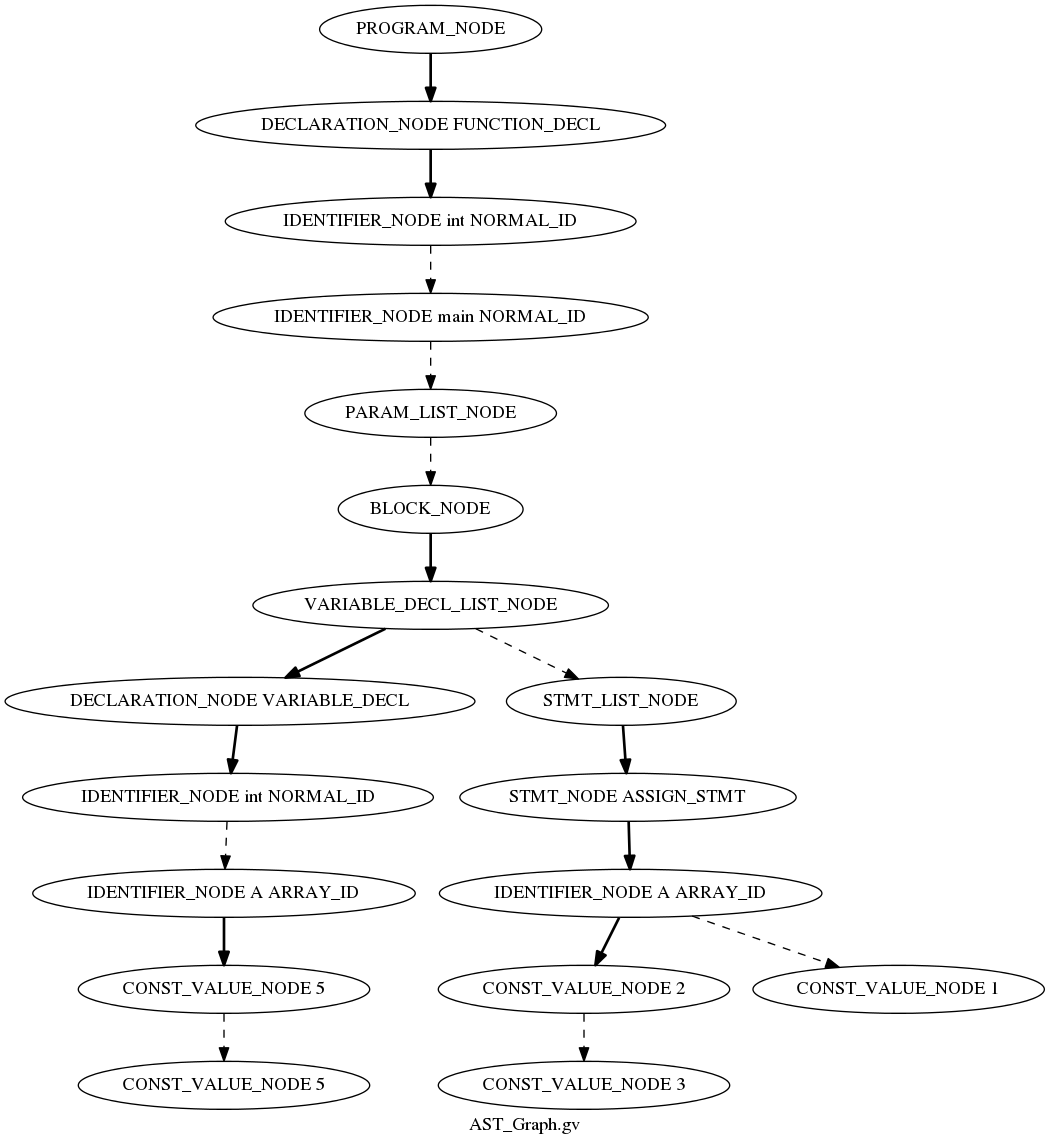 PROGRAM_NODE
DECLARATION_NODE FUNCTION_DECL
IDENTIFIER_NODE int NORMAL_ID
IDENTIFIER_NODE main NORMAL_ID
PARAM_LIST_NODE
BLOCK_NODE
VARIABLE_DECL_LIST_NODE
DECLARATION_NODE VARIABLE_DECL
STMT_LIST_NODE
IDENTIFIER_NODE int NORMAL_ID
STMT_NODE ASSIGN_STMT
IDENTIFIER_NODE A ARRAY_ID
IDENTIFIER_NODE A ARRAY_ID
CONST_VALUE_NODE 5
CONST_VALUE_NODE 2
CONST_VALUE_NODE 1
CONST_VALUE_NODE 5
CONST_VALUE_NODE 3
AST_Graph.gv